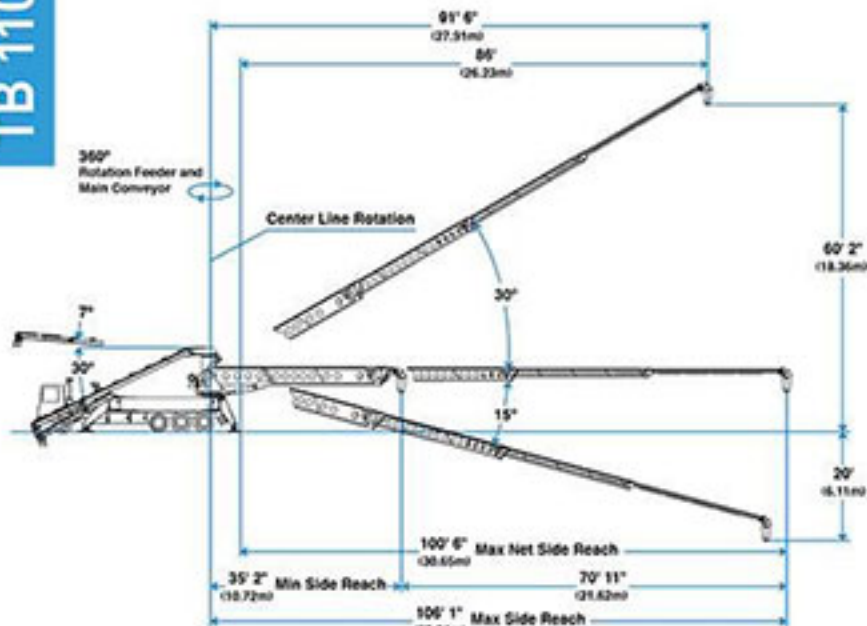 TB 110
91' 6"
(27.91m)
86'
(26.23m)
360°
Rotation Feeder and
Main Conveyor
Center Line Rotation
60' 2"
(18.36m)
30°
7°
30°
15°
20'
(6.11m)
100' 6" Max Net Side Reach
(30.65m)
35' 2" Min Side Reach
(10.72m)
70' 11"
(21.62m)
106' 1" Max Side Reach